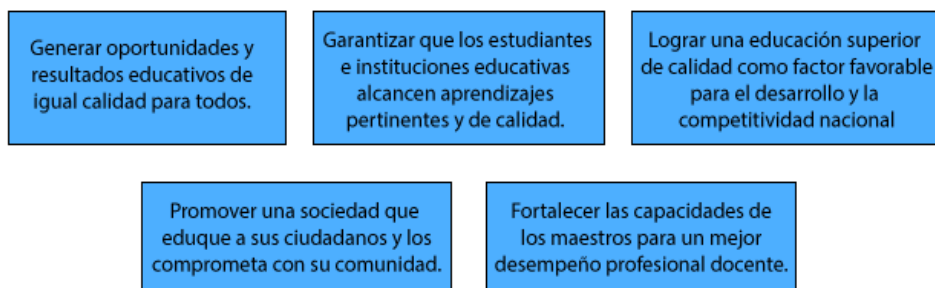 Generar oportunidades y
resultados educativos de
igual calidad para todos.
Garantizar que los estudiantes
e instituciones educativas
alcancen aprendizajes
pertinentes y de calidad.
Lograr una educación superior
de calidad como factor favorable
para el desarrollo y la
competitividad nacional
Promover una sociedad que
eduque a sus ciudadanos y los
comprometa con su comunidad.
Fortalecer las capacidades de
los maestros para un mejor
desempeño profesional docente.